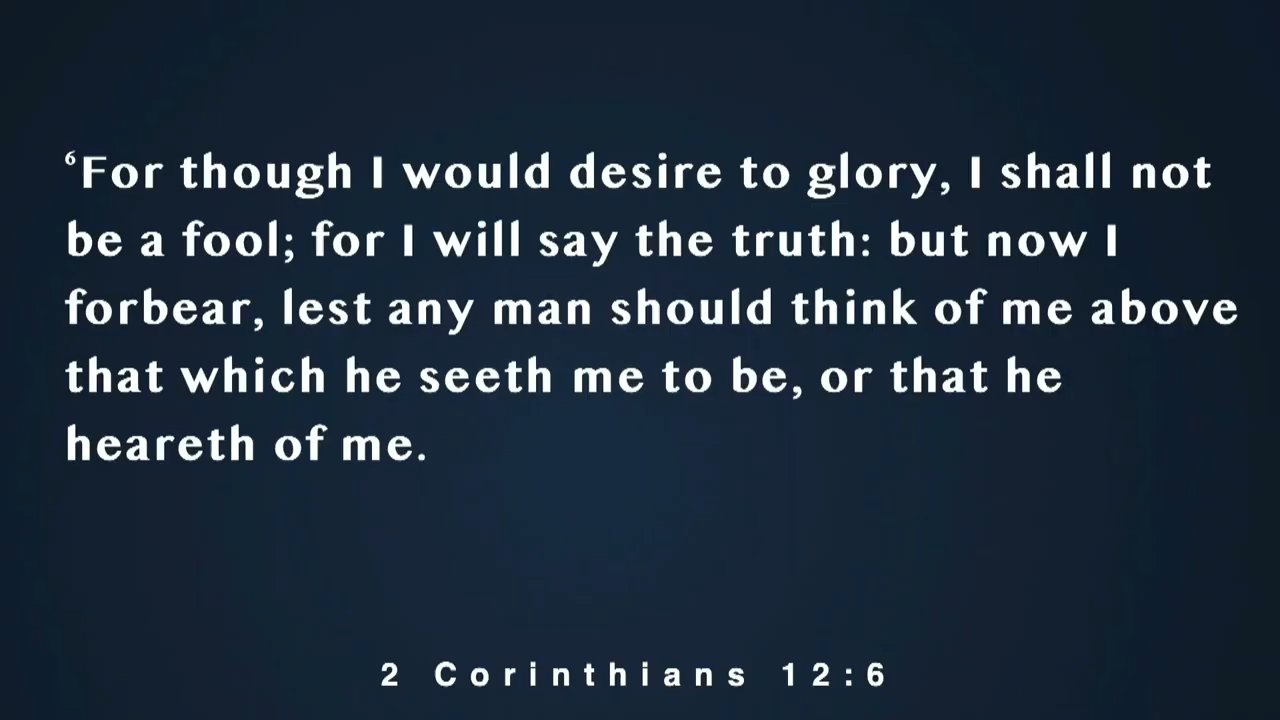 ⁶For though I would desire to glory, I shall not
be a fool; for I will say the truth: but now I
forbear, lest any man should think of me above
that which he seeth me to be, or that he
heareth of me.
2 Corinthians 12:6